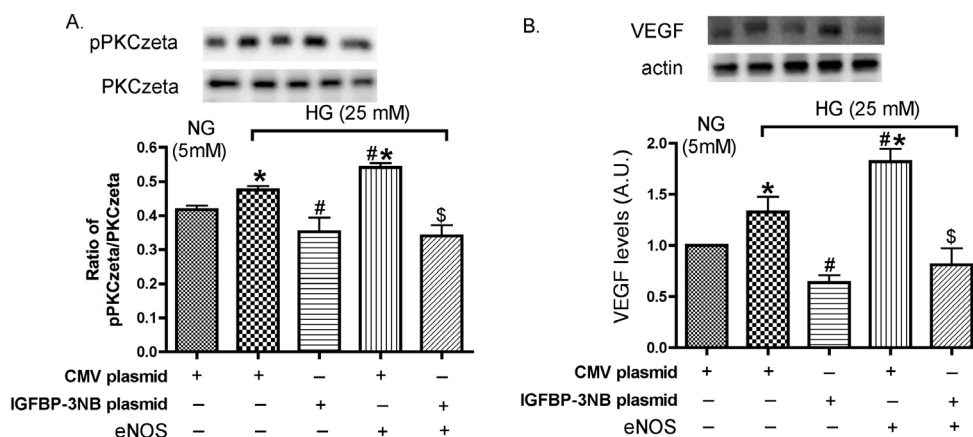 A.
pPKCzeta
PKCzeta
NG
(5mM)
HG (25 mM)
Ratio of
pPKCzeta/PKCzeta
0.6
0.5
0.4
0.3
0.2
0.1
0.0
*
#
#*
$
CMV plasmid + + – + –
IGFBP-3NB plasmid – – + – +
eNOS – – – + +
B.
VEGF
actin
NG
(5mM)
HG (25 mM)
VEGF levels (A.U.)
2.0
1.5
1.0
0.5
0.0
*
#
#*
$
CMV plasmid + + – + –
IGFBP-3NB plasmid – – + – +
eNOS – – – + +